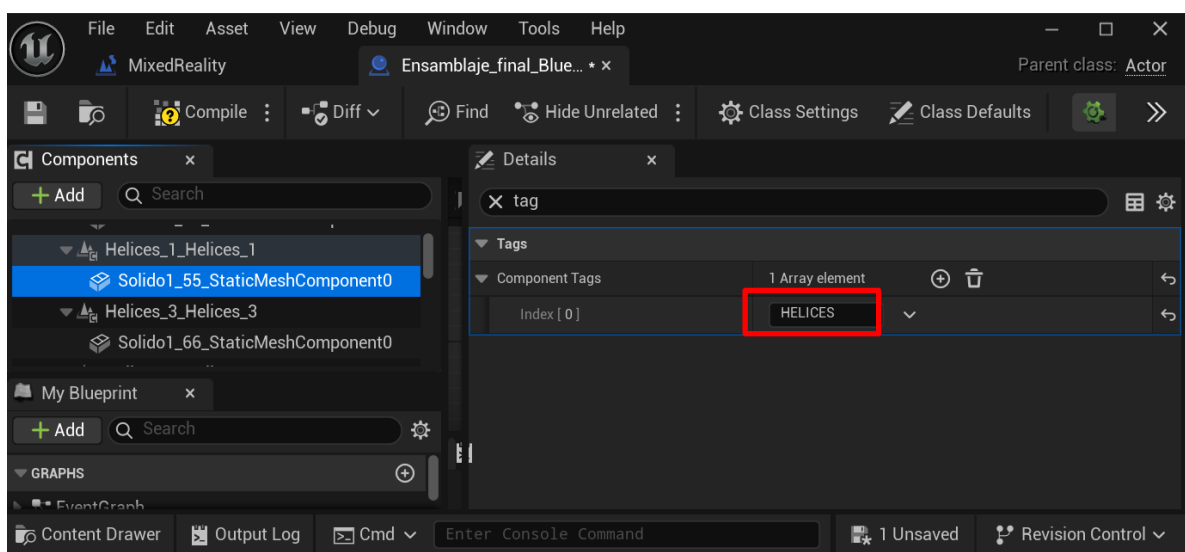 File Edit Asset View Debug Window Tools Help
MixedReality Ensamblaje_final_Blue... Parent class: Actor
Compile Diff Find Hide Unrelated Class Settings Class Defaults
Components Details
Add Search tag
Tags
Helices_1_Helices_1
Solido1_55_StaticMeshComponent0 Component Tags 1 Array element
Helices_3_Helices_3 Index [ 0 ] HELICES
Solido1_66_StaticMeshComponent0
My Blueprint
Add Search
GRAPHS
EventGraph
Content Drawer Output Log Cmd Enter Console Command 1 Unsaved Revision Control